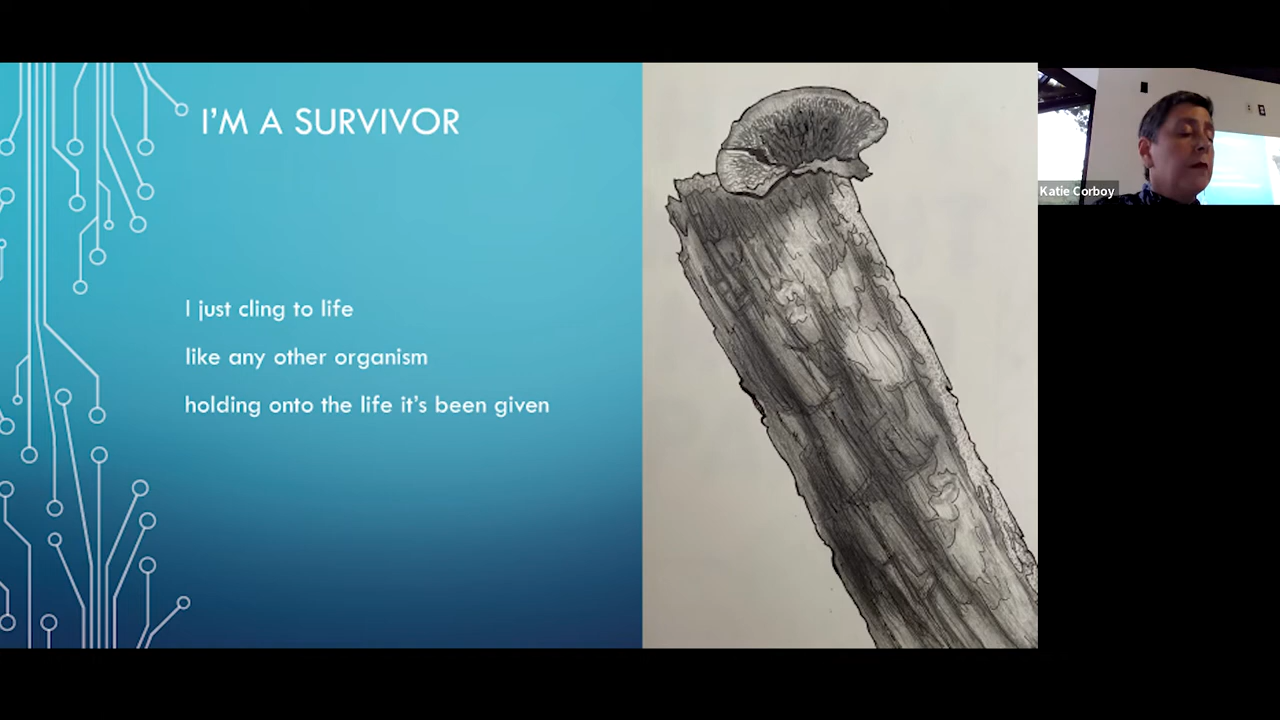 I'M A SURVIVOR
I just cling to life
like any other organism
holding onto the life it's been given
Katie Corboy